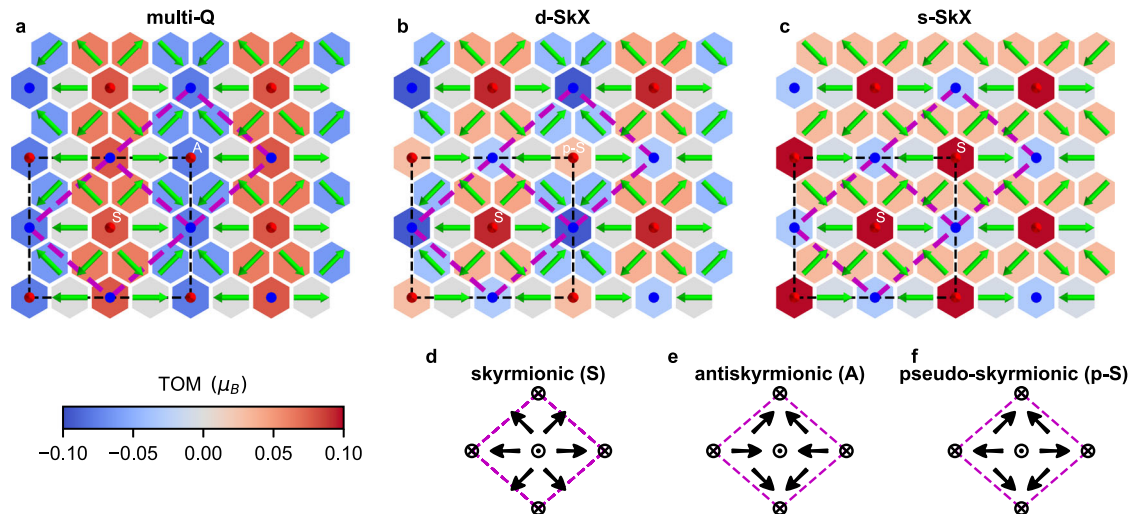 multi-Q
d-SkX
s-SkX
a
b
c
A
p-S
S
S
S
S
d
e
f
skyrmionic (S)
antiskyrmionic (A)
pseudo-skyrmionic (p-S)
TOM (μB)
−0.10 −0.05 0.00 0.05 0.10